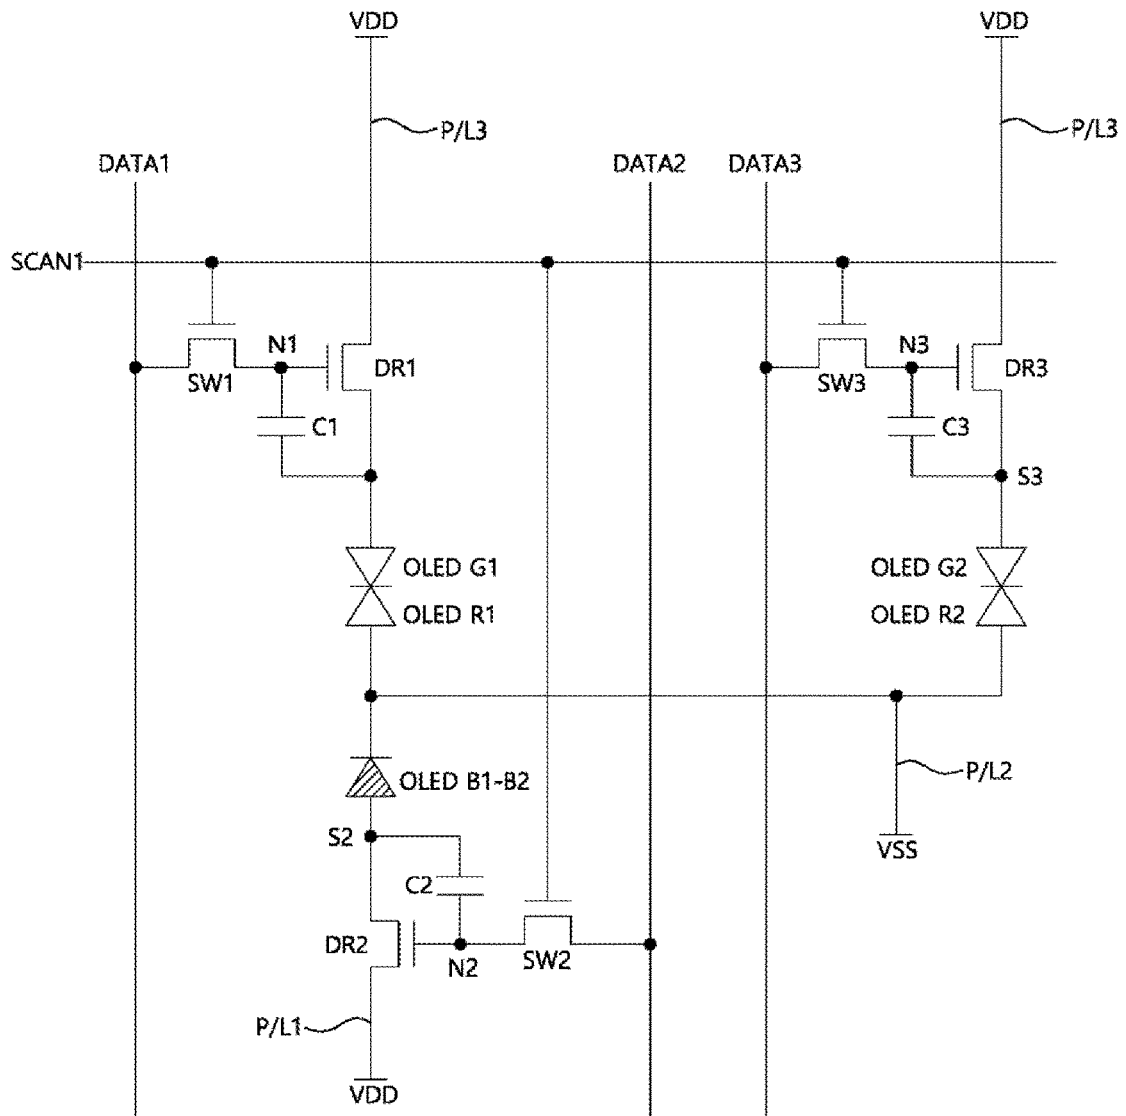 VDD VDD
P/L3 P/L3
DATA1 DATA2 DATA3
SCAN1
N1 N3
DR1 DR3
SW1 SW3
C1 C3
S3
OLED G1 OLED G2
OLED R1 OLED R2
P/L2
OLED B1-B2
S2
VSS
C2
DR2
N2 SW2
P/L1
VDD